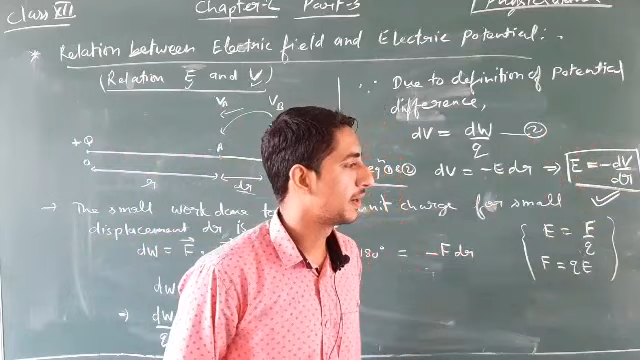 Class XII
Chapter-2 Part-3
* Relation between Electric field and Electric Potential:-
(Relation E and V)
∵ Due to definition of Potential
difference,
V_A V_B
dV = dW/q — ②
+Q A
O r dr
dV = -E dr ⇒ E = -dV/dr
→ The small work done to unit charge for small
displacement dr is
dW = F⃗ . 180° = -F dr
dW
⇒ dW/q
E = F/q
F = qE